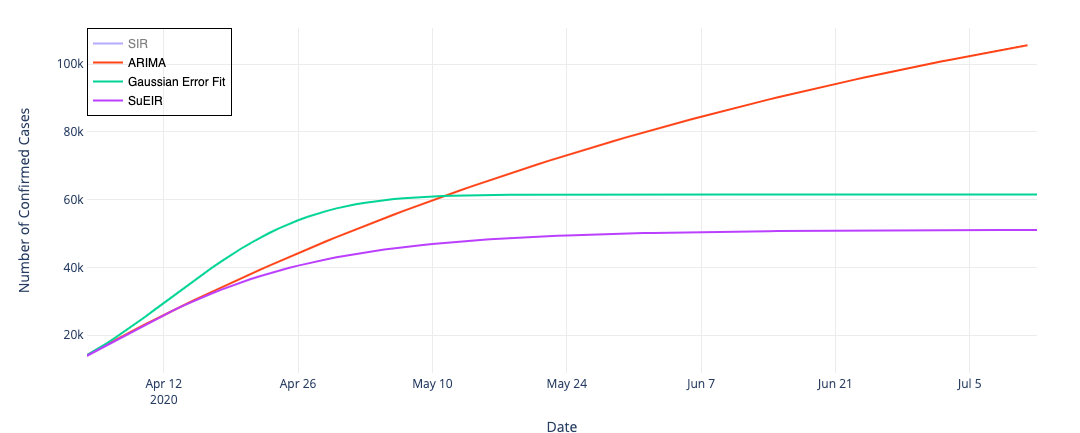 SIR
ARIMA
Gaussian Error Fit
SuEIR
100k
80k
60k
40k
20k
Number of Confirmed Cases
Apr 12
2020
Apr 26
May 10
May 24
Jun 7
Jun 21
Jul 5
Date